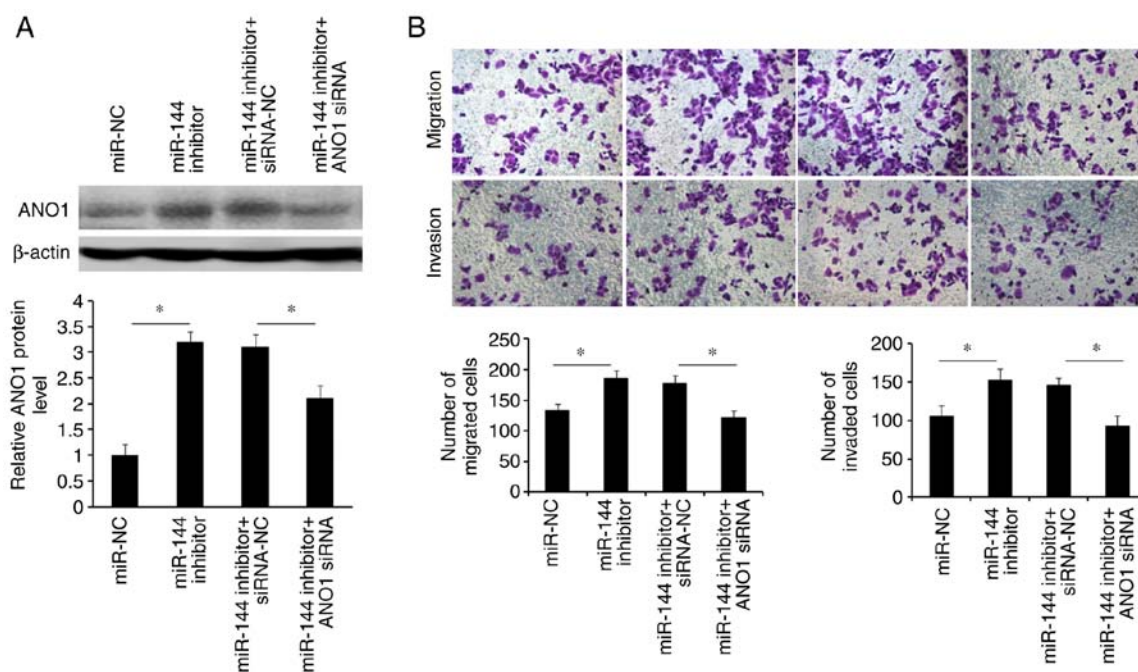 A
miR-NC
miR-144
inhibitor
miR-144 inhibitor+
siRNA-NC
miR-144 inhibitor+
ANO1 siRNA
ANO1
β-actin
Relative ANO1 protein
level
4
3.5
3
2.5
2
1.5
1
0.5
0
*
*
miR-NC
miR-144
inhibitor
miR-144 inhibitor+
siRNA-NC
miR-144 inhibitor+
ANO1 siRNA
B
Migration
Invasion
Number of
migrated cells
250
200
150
100
50
0
*
*
miR-NC
miR-144
inhibitor
miR-144 inhibitor+
siRNA-NC
miR-144 inhibitor+
ANO1 siRNA
Number of
invaded cells
200
150
100
50
0
*
*
miR-NC
miR-144
inhibitor
miR-144 inhibitor+
siRNA-NC
miR-144 inhibitor+
ANO1 siRNA